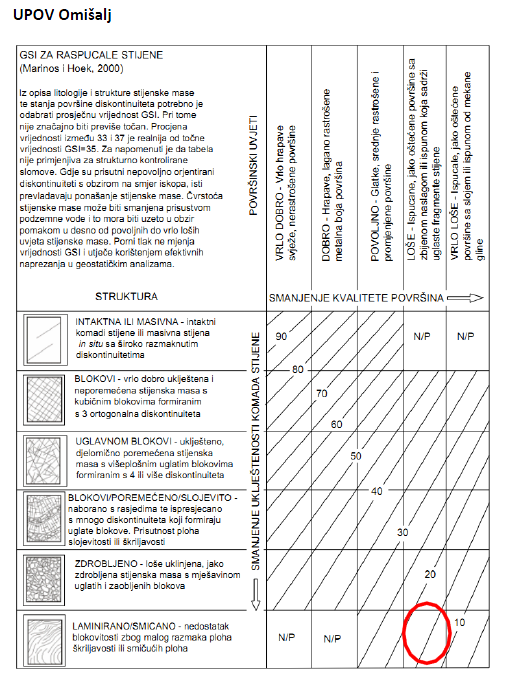 UPOV Omišalj
GSI ZA RASPUCALE STIJENE
(Marinos i Hoek, 2000)
Iz opisa litologije i strukture stijenske mase
te stanja površine diskontinuiteta potrebno je
odabrati prosječnu vrijednost GSI. Pri tome
nije značajno biti previše točan. Procjena
vrijednosti između 33 i 37 je realnija od točne
vrijednosti GSI=35. Za napomenuti je da tabela
nije primjenjiva za strukturno kontrolirane
slomove. Gdje su prisutni nepovoljno orjentirani
diskontinuiteti s obzirom na smjer iskopa, isti
prevladavaju ponašanje stijenske mase. Čvrstoća
stijenske mase može biti smanjena prisustvom
podzemne vode i to mora biti uzeto u obzir
pomakom u desno od povoljnih do vrlo loših
uvjeta stijenske mase. Porni tlak ne mjenja
vrijednosti GSI i utječe korištenjem efektivnih
naprezanja u geostatičkim analizama.
POVRŠINSKI UVJETI
VRLO DOBRO - Vrlo hrapave
svježe, nerastrošene površine
DOBRO - Hrapave, lagano rastrošene
metalna boja površina
POVOLJNO - Glatke, srednje rastrošene i
promjenjene površine
LOŠE - Ispucane, jako oštećene površine sa
zbijenom naslagom ili ispunom koja sadrži
uglaste fragmente stijene
VRLO LOŠE - Ispucale, jako oštećene
površine sa slojem ili ispunom od mekane
gline
STRUKTURA
SMANJENJE KVALITETE POVRŠINA
SMANJENJE UKLJEŠTENOSTI KOMADA STIJENE
INTAKTNA ILI MASIVNA - intaktni
komadi stijene ili masivna stijena
in situ sa široko razmaknutim
diskontinuitetima
90
N/P
N/P
80
BLOKOVI - vrlo dobro uklještena i
neporemećena stijenska masa s
kubičnim blokovima formiranim
s 3 ortogonalna diskontinuiteta
70
60
UGLAVNOM BLOKOVI - uklješteno,
djelomično poremećena stijenska
masa s višeplošnim uglatim blokovima
formiranim s 4 ili više diskontinuiteta
50
40
BLOKOVI/POREMEĆENO/SLOJEVITO -
naborano s rasjedima te ispresjecano
s mnogo diskontinuiteta koji formiraju
uglate blokove. Prisutnost ploha
slojevitosti ili škriljavosti
30
ZDROBLJENO - loše uklinjena, jako
zdrobljena stijenska masa s mješavinom
uglatih i zaobljenih blokova
20
LAMINIRANO/SMICANO - nedostatak
blokovitosti zbog malog razmaka ploha
škriljavosti ili smičućih ploha
N/P
N/P
10